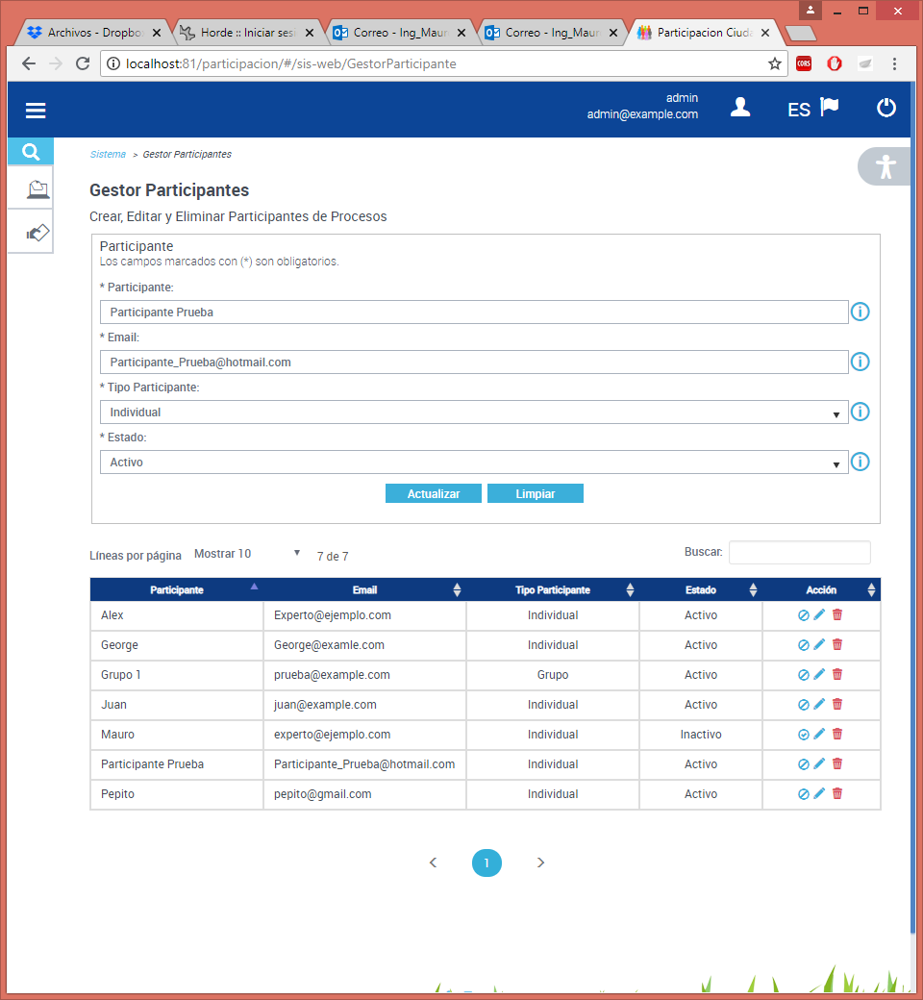 Archivos - Dropbo
Horde :: Iniciar sesi
Correo - Ing_Mau
Correo - Ing_Mau
Participacion Ciuda
localhost:81/participacion/#/sis-web/GestorParticipante
CORS
admin
admin@example.com
ES
Sistema > Gestor Participantes
Gestor Participantes
Crear, Editar y Eliminar Participantes de Procesos
Participante
Los campos marcados con (*) son obligatorios.
* Participante:
Participante Prueba
* Email:
Participante_Prueba@hotmail.com
* Tipo Participante:
Individual
* Estado:
Activo
Actualizar Limpiar
Líneas por página Mostrar 10 7 de 7 Buscar:
Participante Email Tipo Participante Estado Acción
Alex Experto@ejemplo.com Individual Activo
George George@examle.com Individual Activo
Grupo 1 prueba@example.com Grupo Activo
Juan juan@example.com Individual Activo
Mauro experto@ejemplo.com Individual Inactivo
Participante Prueba Participante_Prueba@hotmail.com Individual Activo
Pepito pepito@gmail.com Individual Activo
< 1 >